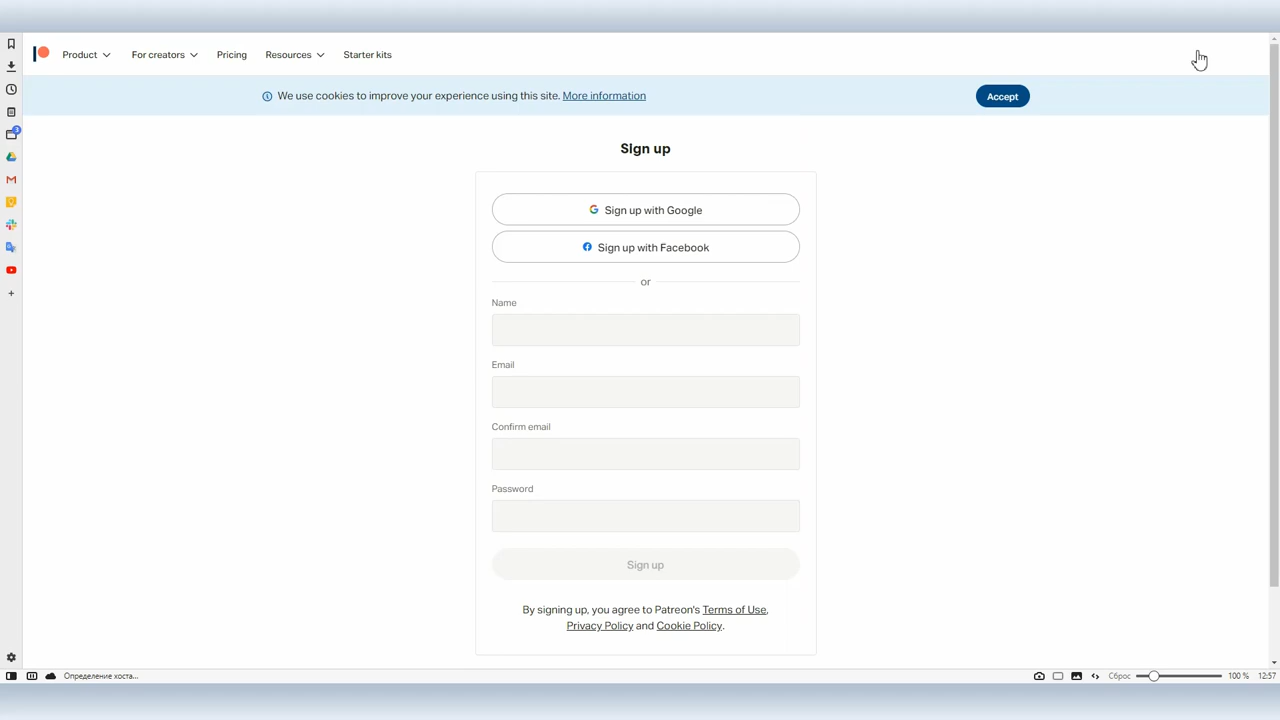 Product
For creators
Pricing
Resources
Starter kits
We use cookies to improve your experience using this site. More information
Accept
Sign up
Sign up with Google
Sign up with Facebook
or
Name
Email
Confirm email
Password
Sign up
By signing up, you agree to Patreon's Terms of Use,
Privacy Policy and Cookie Policy.
3
Определение хоста...
Сброс
100 %
12:57